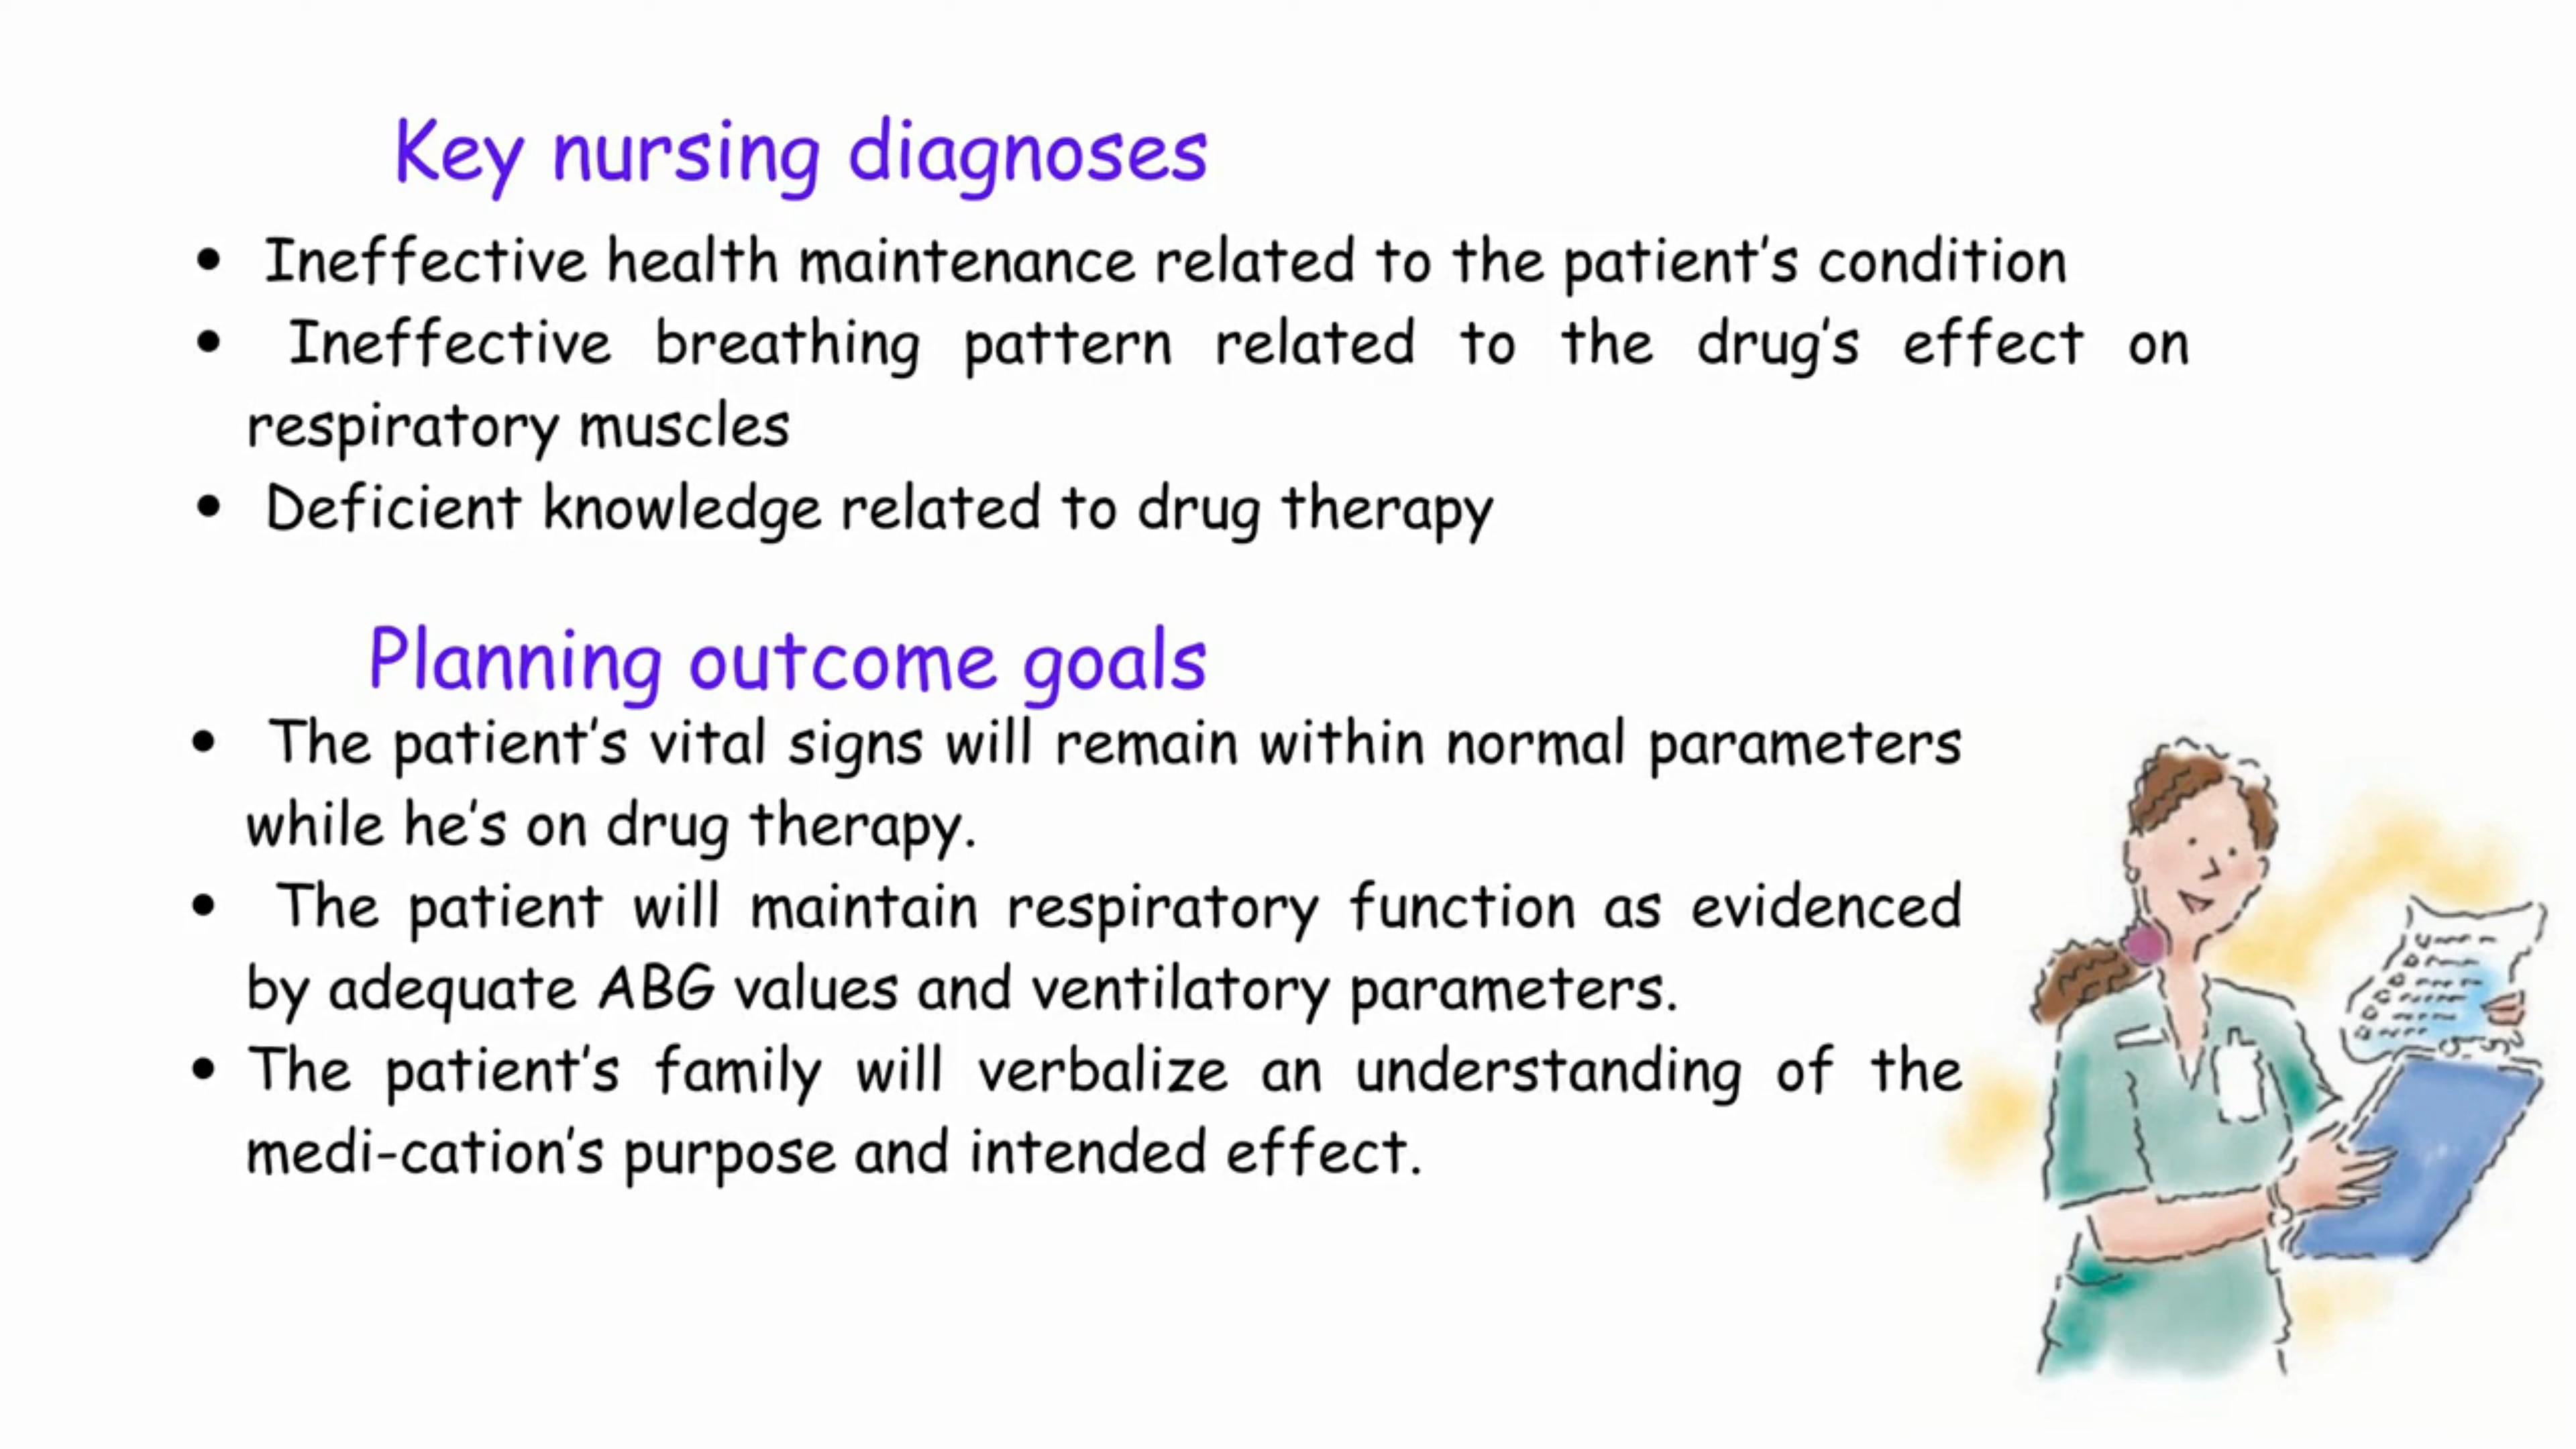 Key nursing diagnoses
• Ineffective health maintenance related to the patient's condition
• Ineffective breathing pattern related to the drug's effect on
respiratory muscles
• Deficient knowledge related to drug therapy
Planning outcome goals
• The patient's vital signs will remain within normal parameters
while he's on drug therapy.
• The patient will maintain respiratory function as evidenced
by adequate ABG values and ventilatory parameters.
• The patient's family will verbalize an understanding of the
medi-cation's purpose and intended effect.